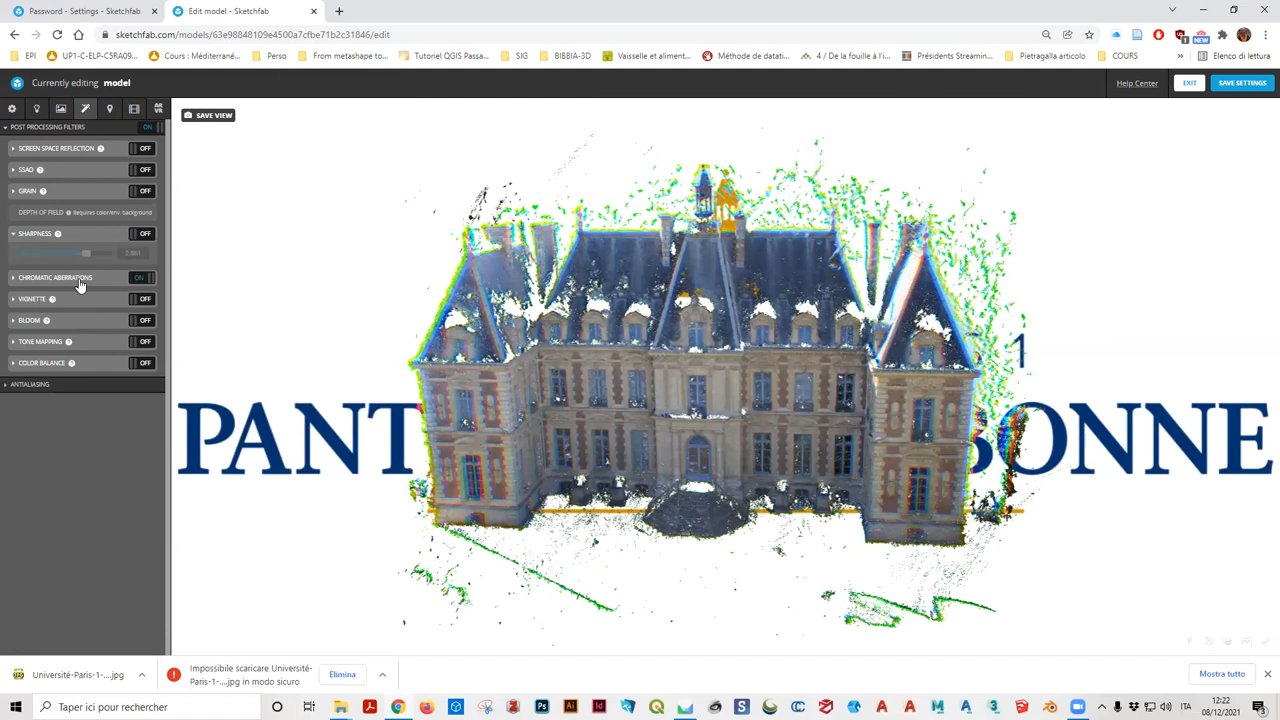 Password - Settings - Sketchfab
Edit model - Sketchfab
sketchfab.com/models/63e98848109e4500a7cfbe71b2c31846/edit
EPI
UP1-C-ELP-C5RA09...
Cours : Méditerrané...
Perso
From metashape to...
Tutoriel QGIS Passa...
SIG
BIBBIA-3D
Vaisselle et aliment...
Méthode de datati...
4 / De la fouille à l'i...
Présidents Streamin...
Pietragalla articolo
COURS
»
Elenco di lettura
Currently editing model
Help Center
EXIT
SAVE SETTINGS
AR
VR
SAVE VIEW
POST PROCESSING FILTERS
ON
SCREEN SPACE REFLECTION ?
OFF
SSAO ?
OFF
GRAIN ?
OFF
DEPTH OF FIELD Requires color/env. background
SHARPNESS ?
OFF
CHROMATIC ABERRATIONS
ON
VIGNETTE ?
OFF
BLOOM ?
OFF
TONE MAPPING ?
OFF
COLOR BALANCE ?
OFF
ANTIALIASING
1
PANT
ONNE
Université-Paris-1-....jpg
Impossibile scaricare Université-
Paris-1-....jpg in modo sicuro
Elimina
Mostra tutto
Taper ici pour rechercher
12:22
08/12/2021